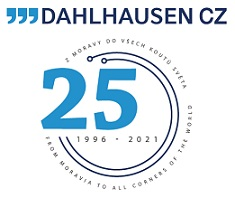 DAHLHAUSEN CZ
Z MORAVY DO VŠECH KOUTŮ SVĚTA
25
1996 • 2021
FROM MORAVIA TO ALL CORNERS OF THE WORLD